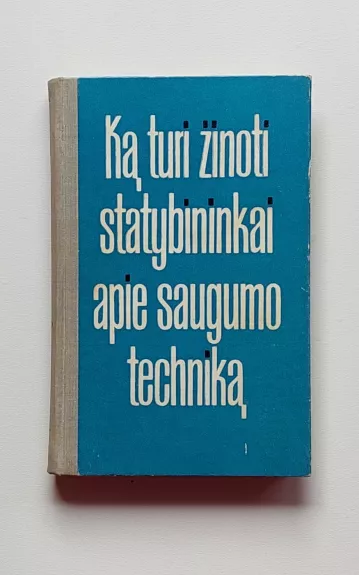 Ką turi žinoti
statybininkai
apie saugumo
techniką